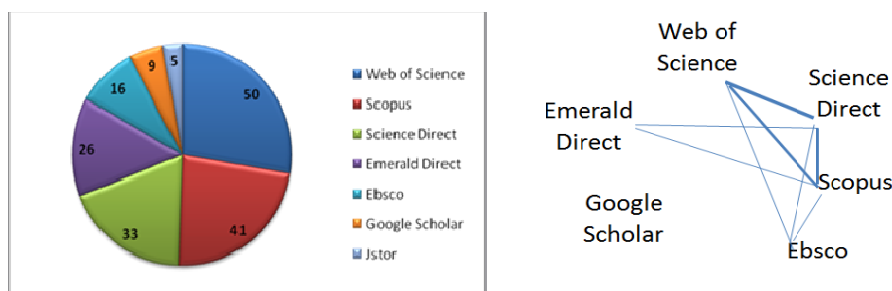 50
41
33
26
16
9
5
Web of Science
Scopus
Science Direct
Emerald Direct
Ebsco
Google Scholar
Jstor
Web of
Science
Science
Direct
Emerald
Direct
Scopus
Google
Scholar
Ebsco